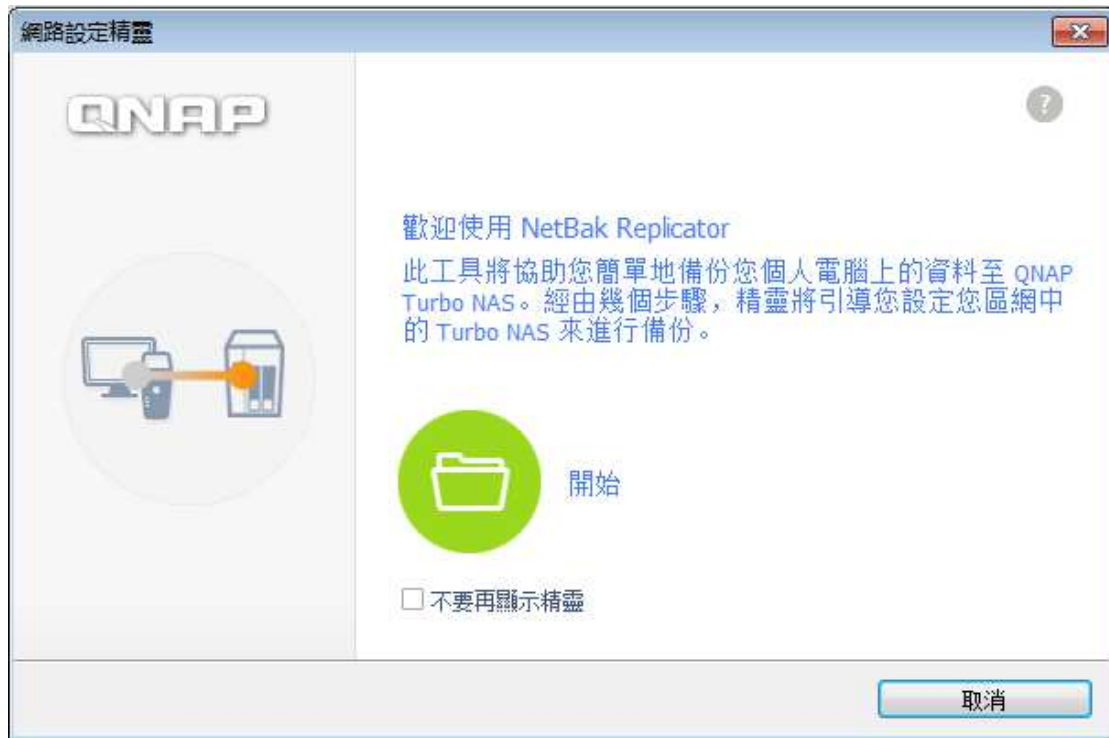 網路設定精靈
QNAP
?
歡迎使用 NetBak Replicator
此工具將協助您簡單地備份您個人電腦上的資料至 QNAP
Turbo NAS。經由幾個步驟，精靈將引導您設定您區網中
的 Turbo NAS 來進行備份。
開始
不要再顯示精靈
取消